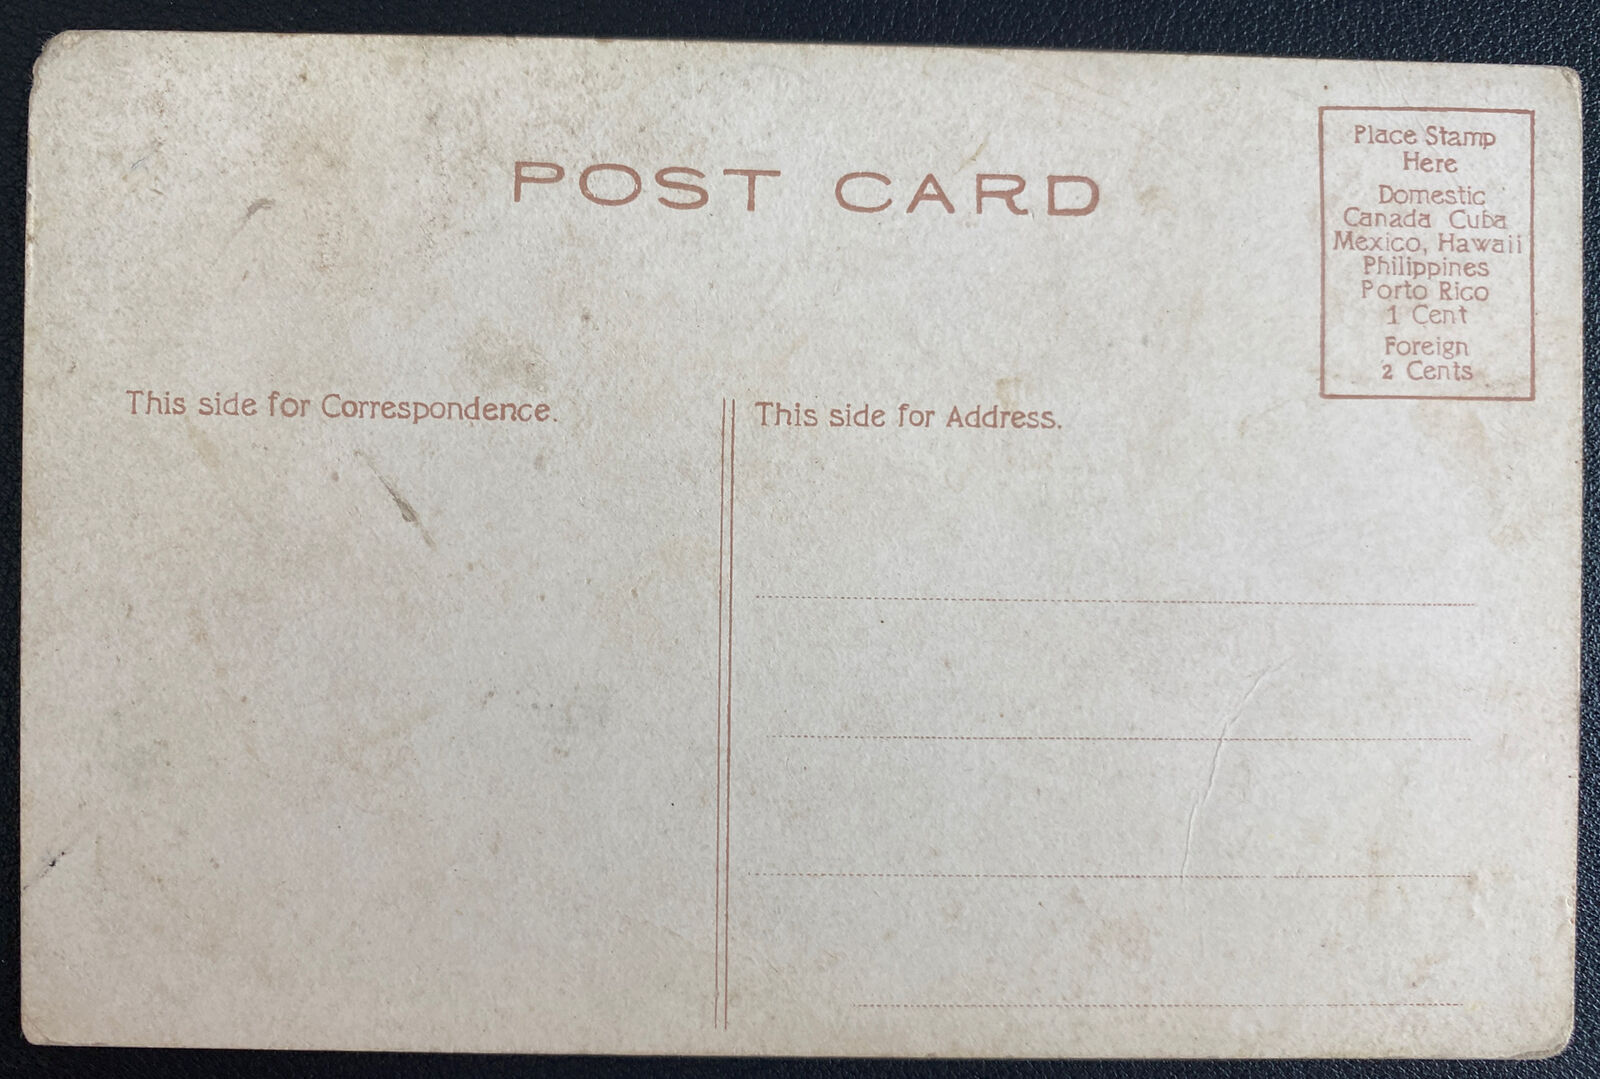 POST CARD
Place Stamp
Here
Domestic
Canada Cuba
Mexico, Hawaii
Philippines
Porto Rico
1 Cent
Foreign
2 Cents
This side for Correspondence.
This side for Address.